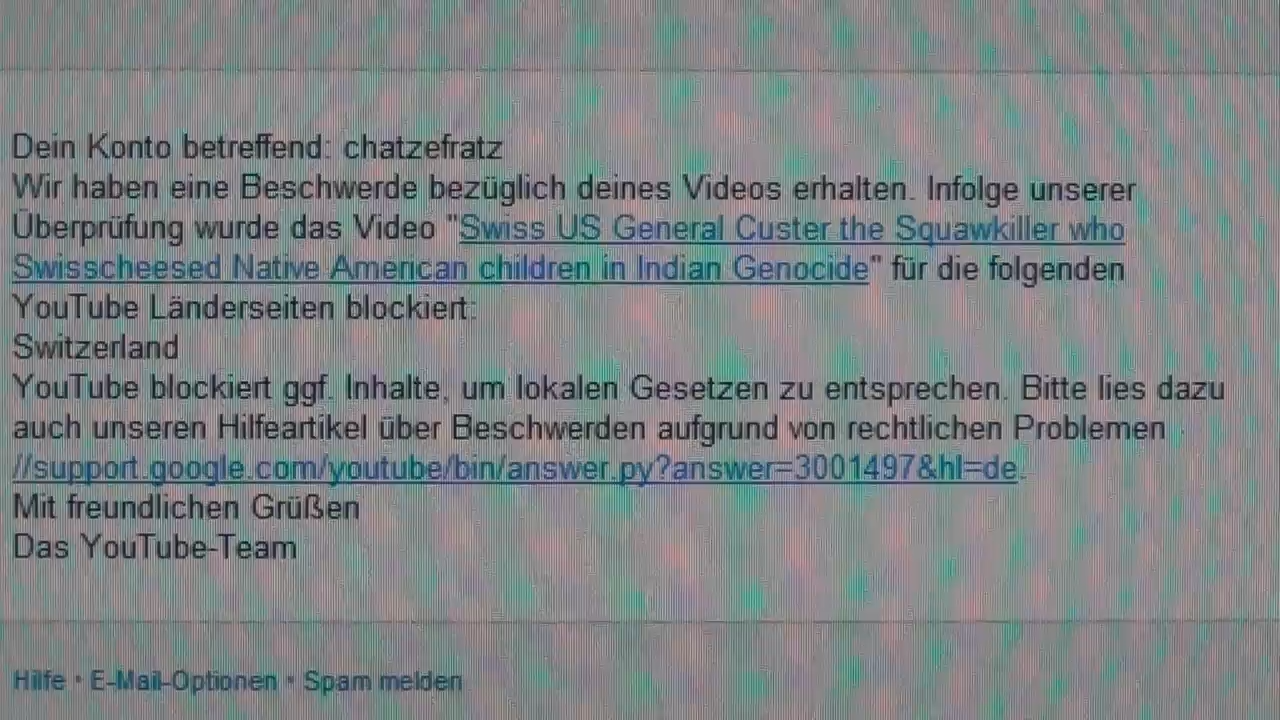 Dein Konto betreffend: chatzefratz
Wir haben eine Beschwerde bezüglich deines Videos erhalten. Infolge unserer
Überprüfung wurde das Video "Swiss US General Custer the Squawkiller who
Swisscheesed Native American children in Indian Genocide" für die folgenden
YouTube Länderseiten blockiert:
Switzerland
YouTube blockiert ggf. Inhalte, um lokalen Gesetzen zu entsprechen. Bitte lies dazu
auch unseren Hilfeartikel über Beschwerden aufgrund von rechtlichen Problemen
//support.google.com/youtube/bin/answer.py?answer=3001497&hl=de.
Mit freundlichen Grüßen
Das YouTube-Team
Hilfe • E-Mail-Optionen • Spam melden